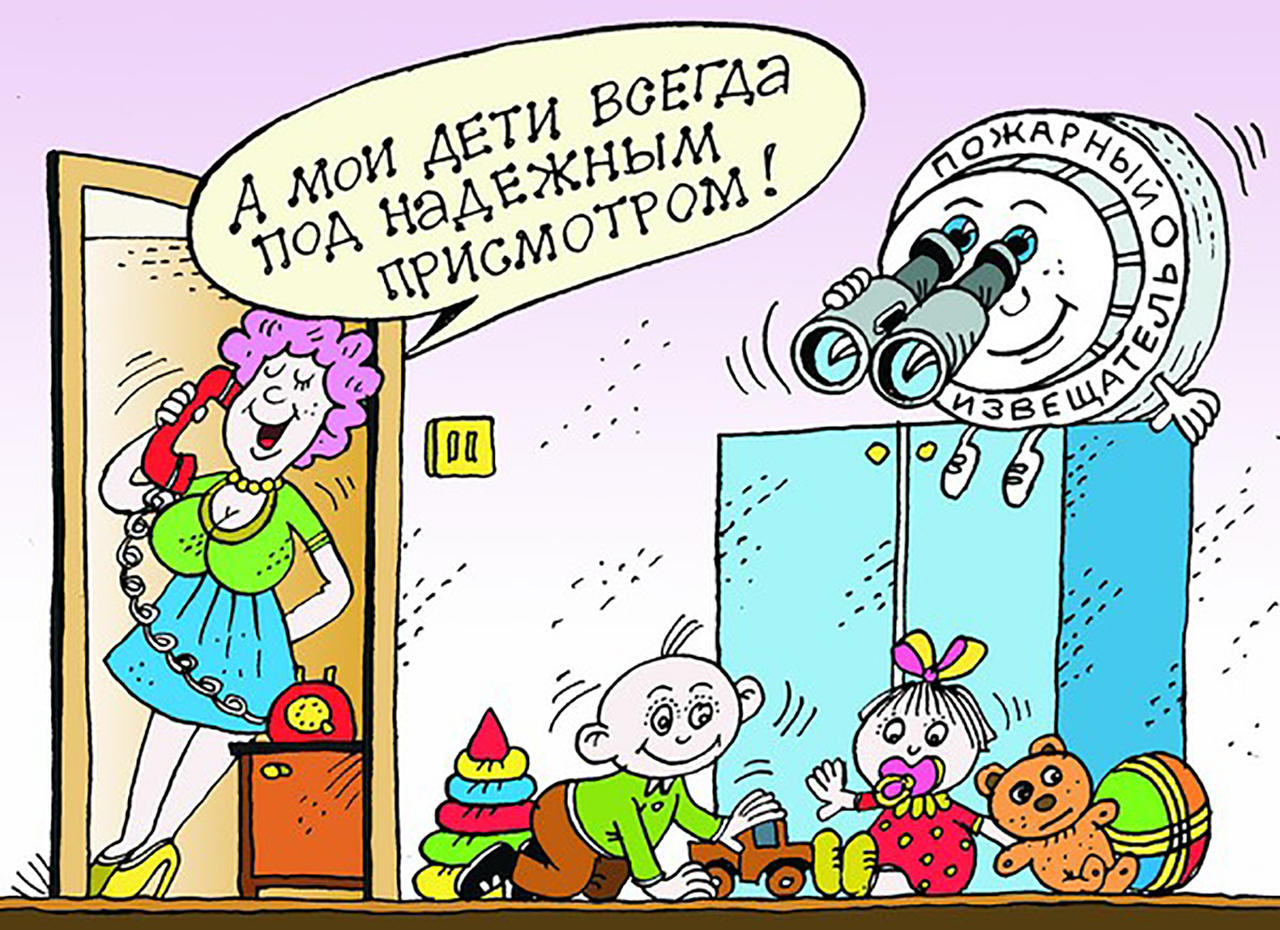 А МОИ ДЕТИ ВСЕГДА
ПОД НАДЕЖНЫМ
ПРИСМОТРОМ!
ПОЖАРНЫЙ
ИЗВЕЩАТЕЛЬ